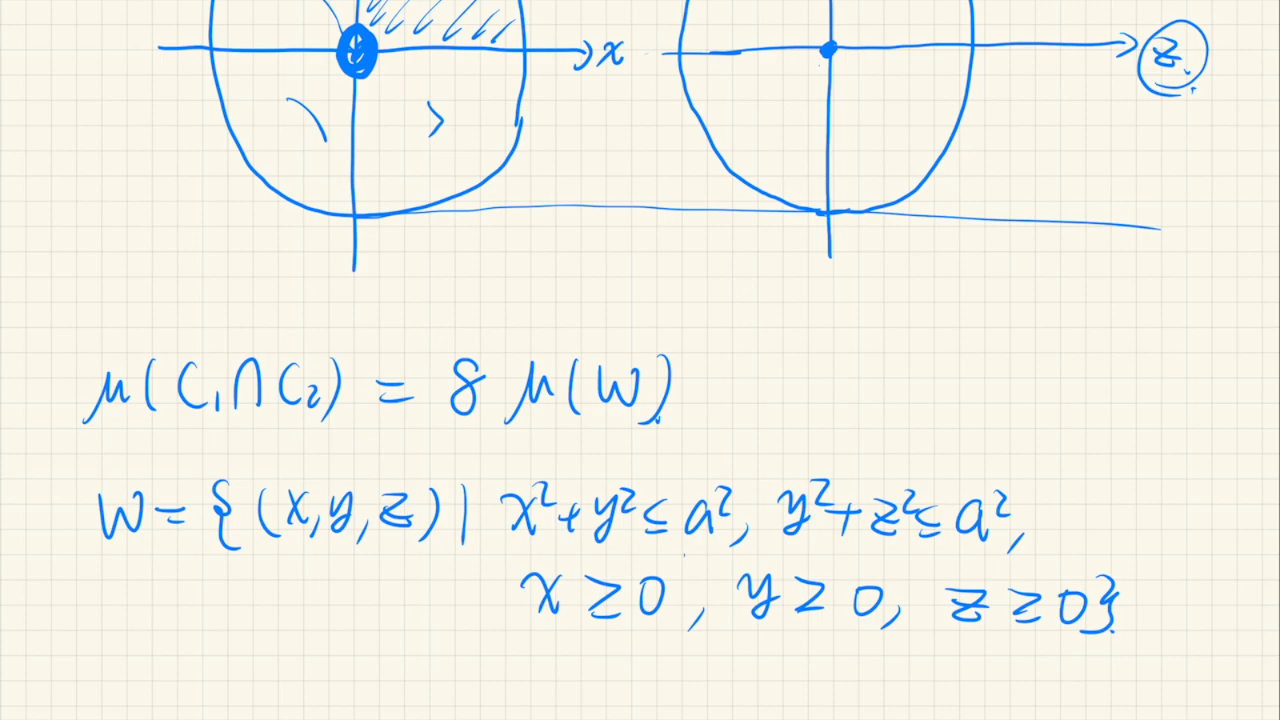 x
z
μ(C₁∩C₂) = 8 μ(W)
W = {(x,y,z) | x²+y² ≤ a², y²+z² ≤ a²,
x ≥ 0, y ≥ 0, z ≥ 0}